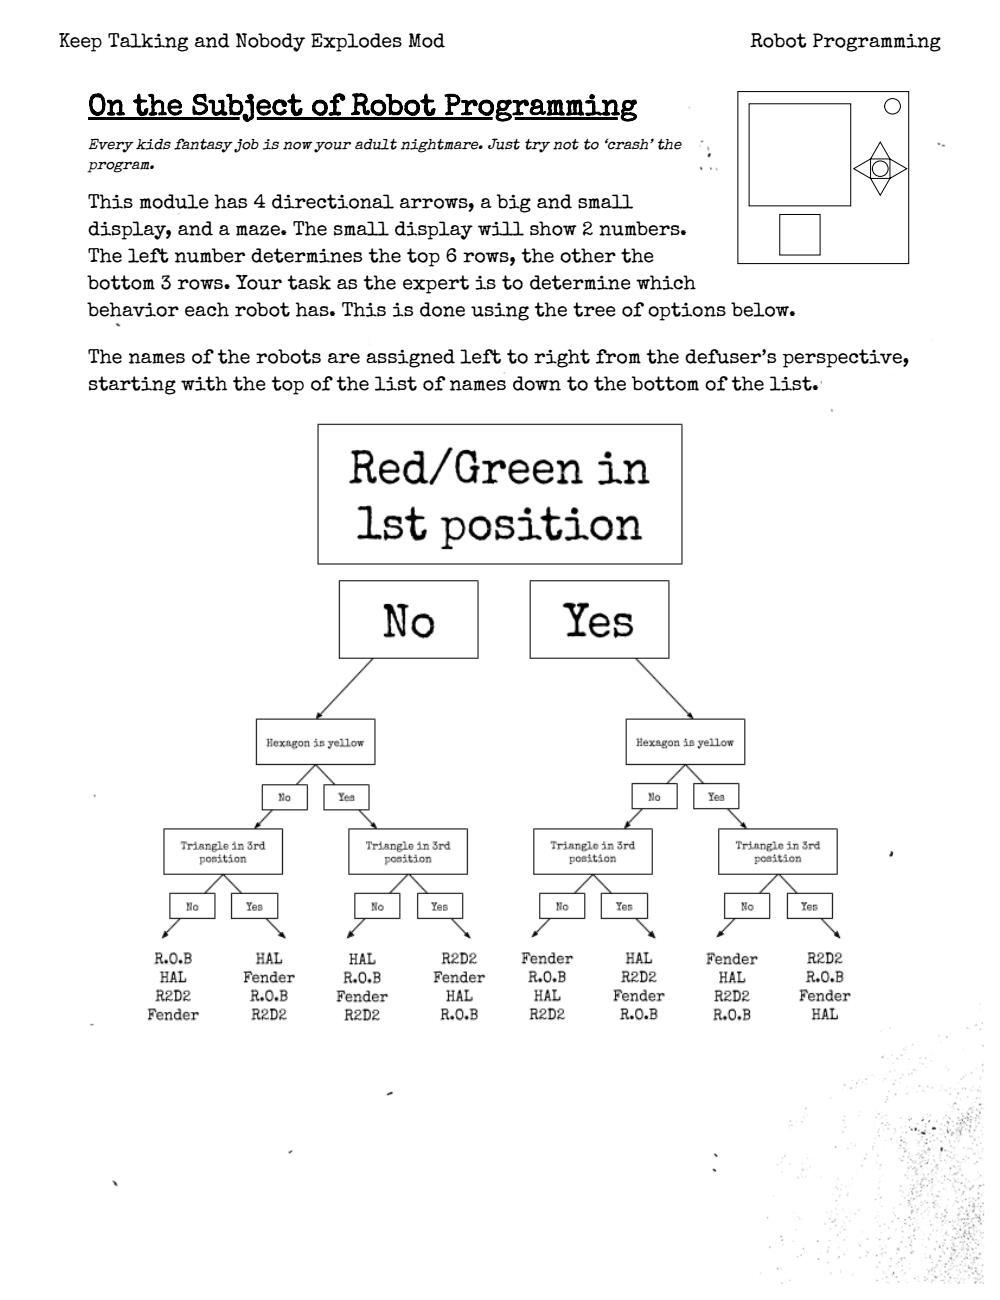 Keep Talking and Nobody Explodes Mod
Robot Programming
On the Subject of Robot Programming
Every kids fantasy job is now your adult nightmare. Just try not to ‘crash’ the
program.
This module has 4 directional arrows, a big and small
display, and a maze. The small display will show 2 numbers.
The left number determines the top 6 rows, the other the
bottom 3 rows. Your task as the expert is to determine which
behavior each robot has. This is done using the tree of options below.
The names of the robots are assigned left to right from the defuser’s perspective,
starting with the top of the list of names down to the bottom of the list.
Red/Green in
1st position
No Yes
Hexagon is yellow Hexagon is yellow
No Yes No Yes
Triangle in 3rd Triangle in 3rd Triangle in 3rd Triangle in 3rd
position position position position
No Yes No Yes No Yes No Yes
R.O.B HAL HAL R2D2 Fender HAL Fender R2D2
HAL Fender R.O.B Fender R.O.B R2D2 HAL R.O.B
R2D2 R.O.B Fender HAL HAL Fender R2D2 Fender
Fender R2D2 R2D2 R.O.B R2D2 R.O.B R.O.B HAL